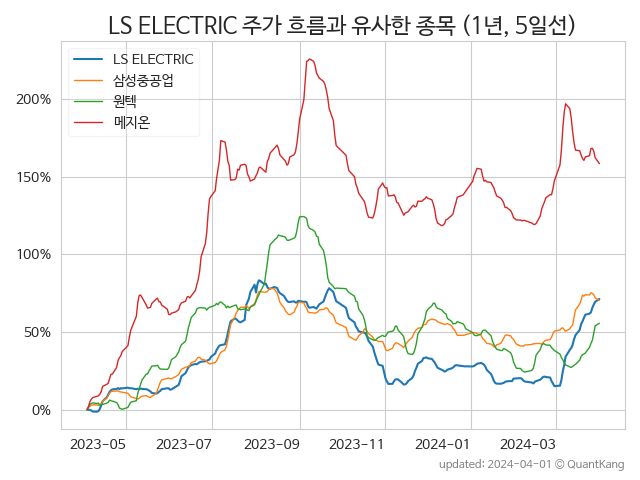 LS ELECTRIC 주가 흐름과 유사한 종목 (1년, 5일선)
LS ELECTRIC
삼성중공업
원텍
메지온
200%
150%
100%
50%
0%
2023-05 2023-07 2023-09 2023-11 2024-01 2024-03
updated: 2024-04-01 © QuantKang